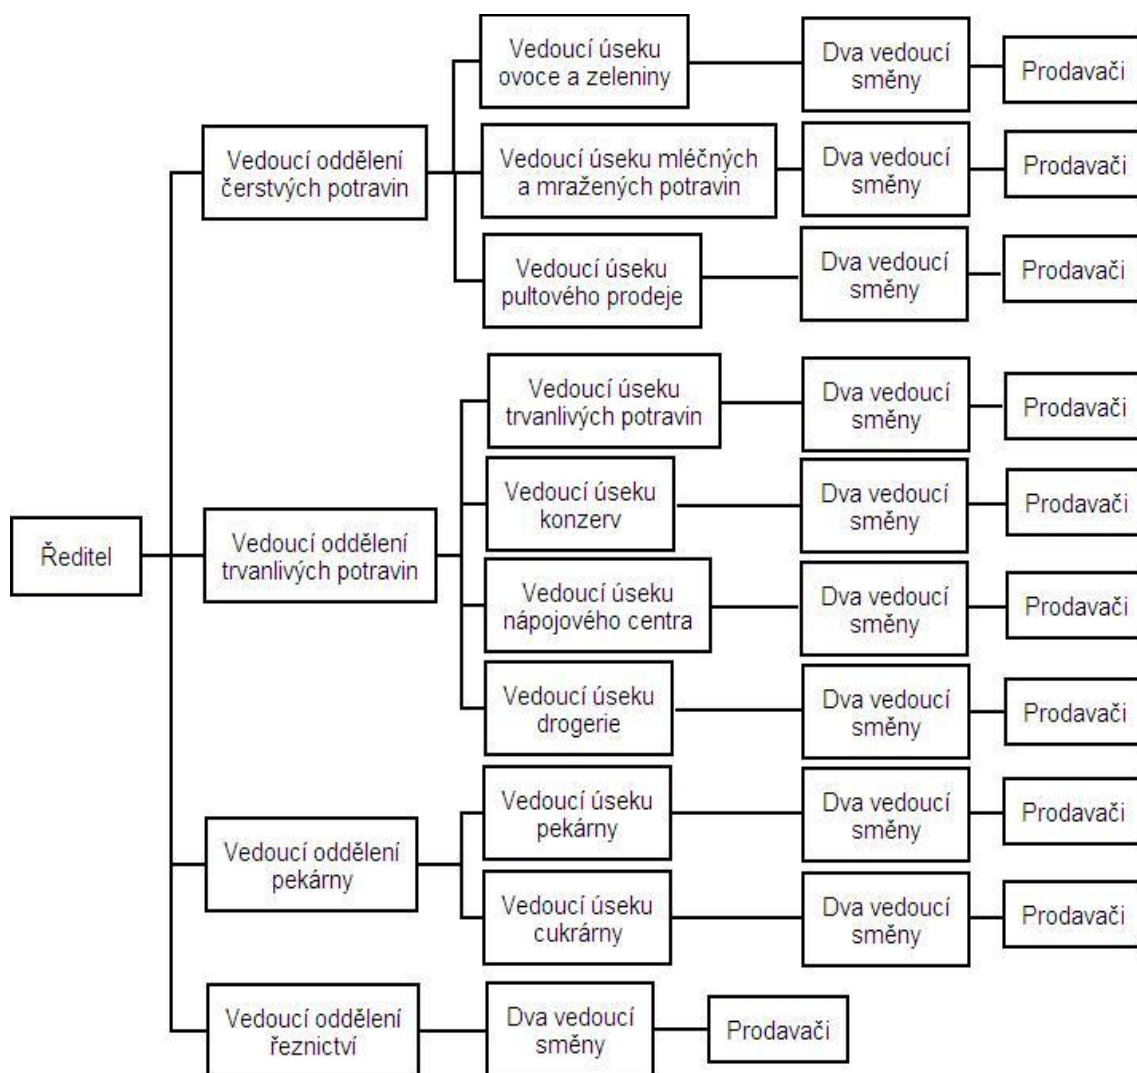 Vedoucí úseku
ovoce a zeleniny
Dva vedoucí
směny
Prodavači
Vedoucí oddělení
čerstvých potravin
Vedoucí úseku mléčných
a mražených potravin
Dva vedoucí
směny
Prodavači
Vedoucí úseku
pultového prodeje
Dva vedoucí
směny
Prodavači
Vedoucí úseku
trvanlivých potravin
Dva vedoucí
směny
Prodavači
Vedoucí úseku
konzerv
Dva vedoucí
směny
Prodavači
Ředitel
Vedoucí oddělení
trvanlivých potravin
Vedoucí úseku
nápojového centra
Dva vedoucí
směny
Prodavači
Vedoucí úseku
drogerie
Dva vedoucí
směny
Prodavači
Vedoucí oddělení
pekárny
Vedoucí úseku
pekárny
Dva vedoucí
směny
Prodavači
Vedoucí úseku
cukrárny
Dva vedoucí
směny
Prodavači
Vedoucí oddělení
řeznictví
Dva vedoucí
směny
Prodavači